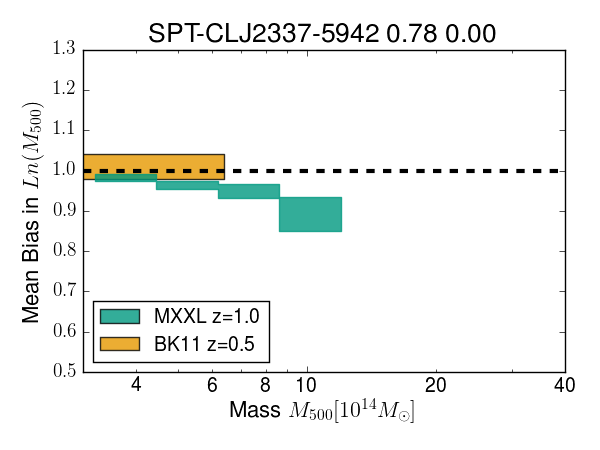 SPT-CLJ2337-5942 0.78 0.00
Mean Bias in Ln(M500)
1.3
1.2
1.1
1.0
0.9
0.8
0.7
0.6
0.5
MXXL z=1.0
BK11 z=0.5
4 6 8 10 20 40
Mass M500[10^14 M⊙]